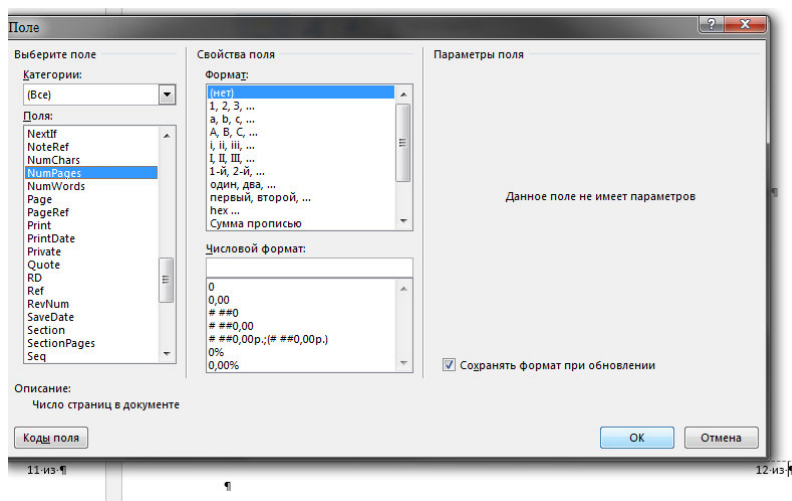 Поле
Выберите поле
Категории:
(Все)
Поля:
NextIf
NoteRef
NumChars
NumPages
NumWords
Page
PageRef
Print
PrintDate
Private
Quote
RD
Ref
RevNum
SaveDate
Section
SectionPages
Seq
Свойства поля
Формат:
(нет)
1, 2, 3, ...
a, b, c, ...
A, B, C, ...
i, ii, iii, ...
I, II, III, ...
1-й, 2-й, ...
один, два, ...
первый, второй, ...
hex ...
Сумма прописью
Числовой формат:
0
0,00
# ##0
# ##0,00
# ##0,00р.;(# ##0,00р.)
0%
0,00%
Параметры поля
Данное поле не имеет параметров
Сохранять формат при обновлении
Описание:
Число страниц в документе
Коды поля
ОК
Отмена
¶
11·из·¶
12·из·¶
¶